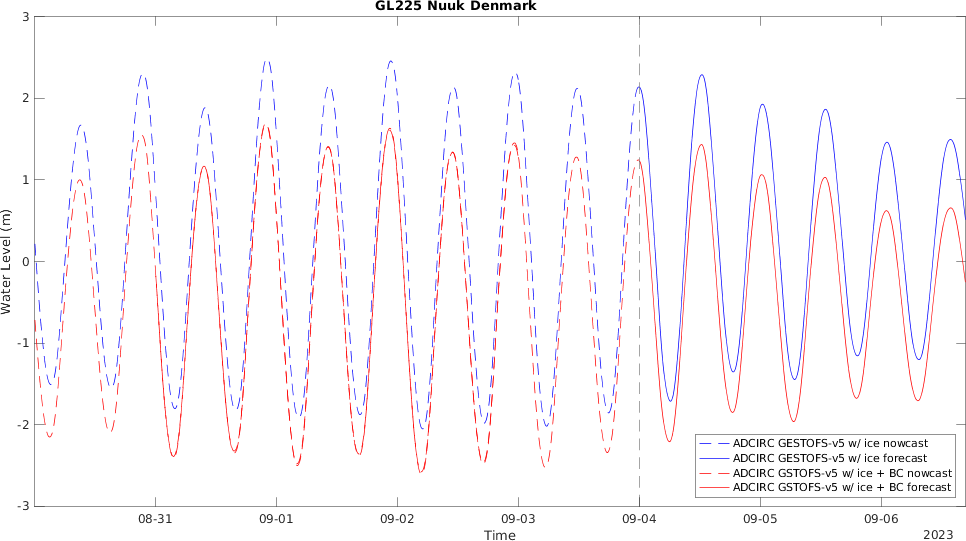 GL225 Nuuk Denmark
3
2
1
0
-1
-2
-3
Water Level (m)
ADCIRC GESTOFS-v5 w/ ice nowcast
ADCIRC GESTOFS-v5 w/ ice forecast
ADCIRC GSTOFS-v5 w/ ice + BC nowcast
ADCIRC GSTOFS-v5 w/ ice + BC forecast
08-31 09-01 09-02 09-03 09-04 09-05 09-06
Time
2023